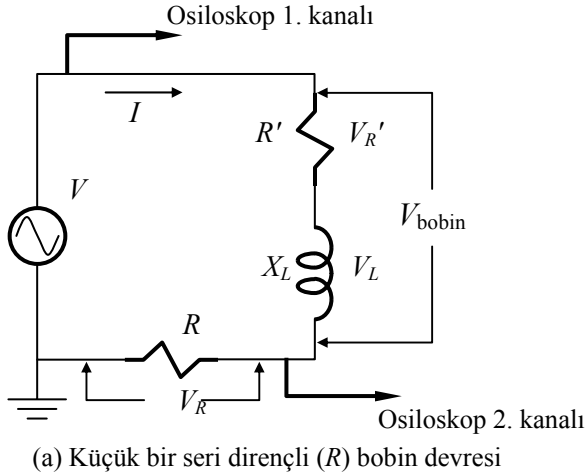 Osiloskop 1. kanalı
I
R' V_R'
V
V_bobin
X_L V_L
R
V_R
Osiloskop 2. kanalı
(a) Küçük bir seri dirençli (R) bobin devresi